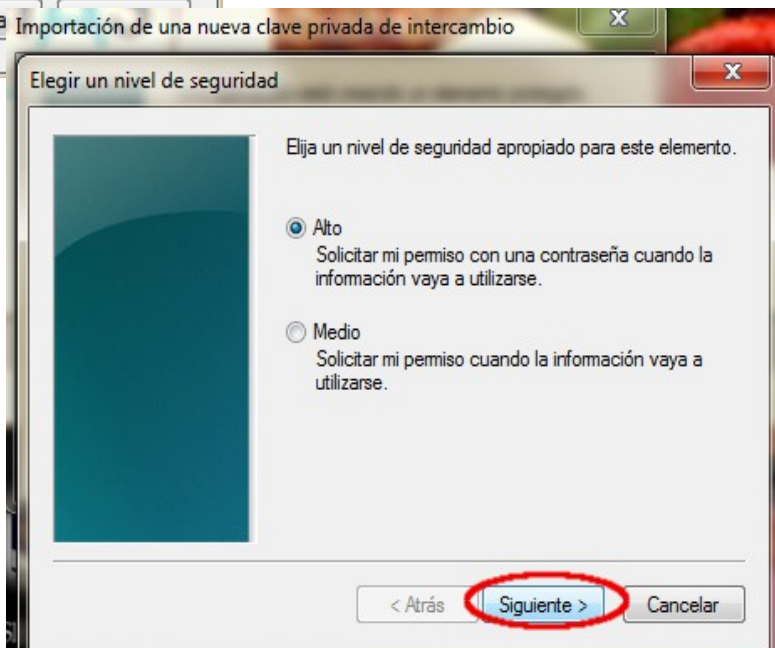 Importación de una nueva clave privada de intercambio
Elegir un nivel de seguridad
Elija un nivel de seguridad apropiado para este elemento.
Alto
Solicitar mi permiso con una contraseña cuando la
información vaya a utilizarse.
Medio
Solicitar mi permiso cuando la información vaya a
utilizarse.
< Atrás Siguiente > Cancelar